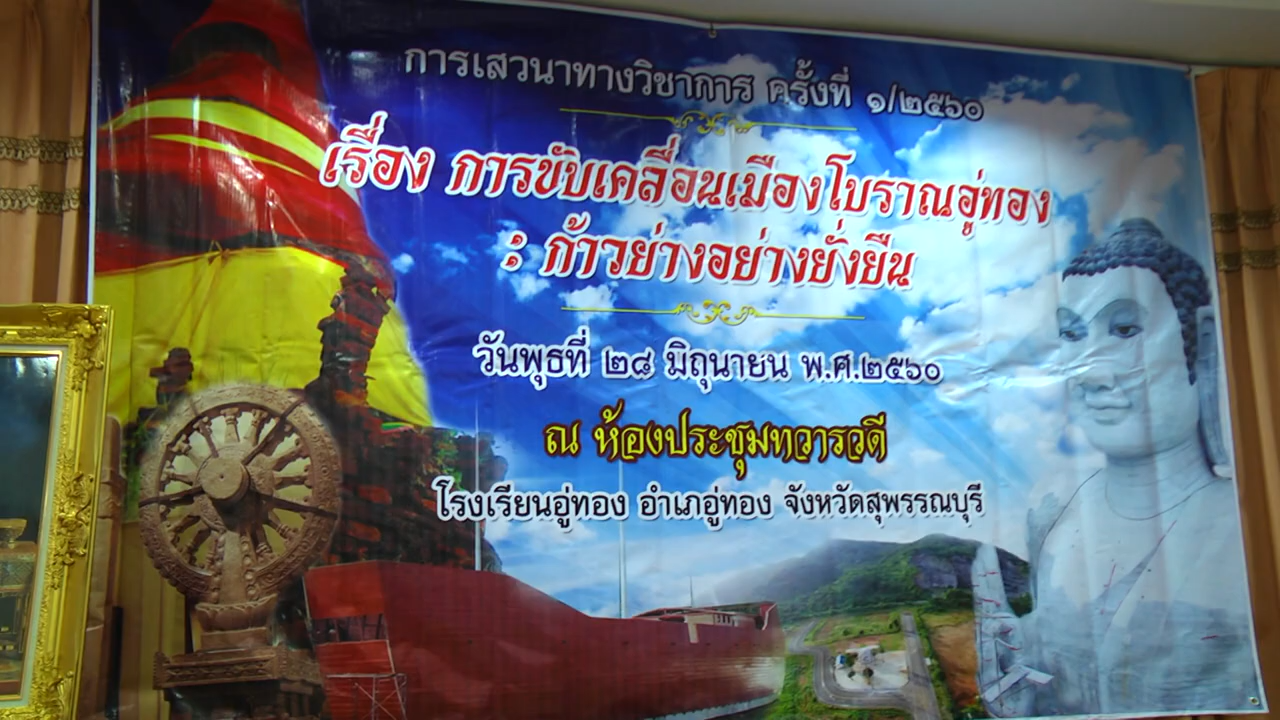 การเสวนาทางวิชาการ ครั้งที่ ๑/๒๕๖๐
เรื่อง การขับเคลื่อนเมืองโบราณอู่ทอง
: ก้าวย่างอย่างยั่งยืน
วันพุธที่ ๒๘ มิถุนายน พ.ศ.๒๕๖๐
ณ ห้องประชุมทวารวดี
โรงเรียนอู่ทอง อำเภออู่ทอง จังหวัดสุพรรณบุรี